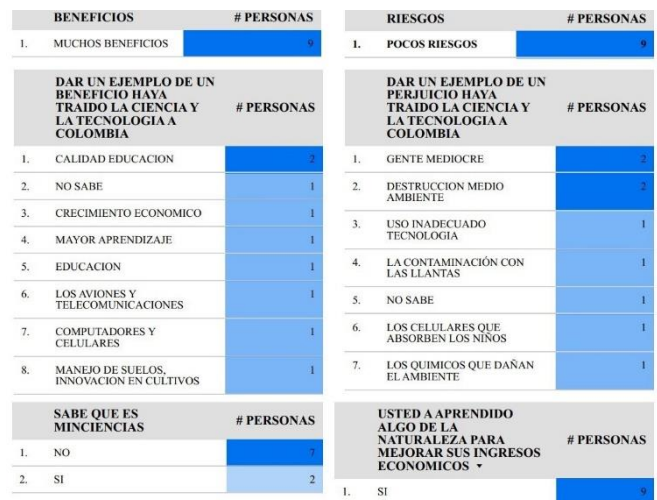 BENEFICIOS # PERSONAS
1. MUCHOS BENEFICIOS 9
DAR UN EJEMPLO DE UN
BENEFICIO HAYA
TRAIDO LA CIENCIA Y # PERSONAS
LA TECNOLOGIA A
COLOMBIA
1. CALIDAD EDUCACION 2
2. NO SABE 1
3. CRECIMIENTO ECONOMICO 1
4. MAYOR APRENDIZAJE 1
5. EDUCACION 1
6. LOS AVIONES Y 1
TELECOMUNICACIONES
7. COMPUTADORES Y 1
CELULARES
8. MANEJO DE SUELOS, 1
INNOVACION EN CULTIVOS
SABE QUE ES # PERSONAS
MINCIENCIAS
1. NO 7
2. SI 2
RIESGOS # PERSONAS
1. POCOS RIESGOS 9
DAR UN EJEMPLO DE UN
PERJUICIO HAYA
TRAIDO LA CIENCIA Y # PERSONAS
LA TECNOLOGIA A
COLOMBIA
1. GENTE MEDIOCRE 2
2. DESTRUCCION MEDIO 2
AMBIENTE
3. USO INADECUADO 1
TECNOLOGIA
4. LA CONTAMINACIÓN CON 1
LAS LLANTAS
5. NO SABE 1
6. LOS CELULARES QUE 1
ABSORBEN LOS NIÑOS
7. LOS QUIMICOS QUE DAÑAN 1
EL AMBIENTE
USTED A APRENDIDO
ALGO DE LA
NATURALEZA PARA # PERSONAS
MEJORAR SUS INGRESOS
ECONOMICOS
1. SI 9